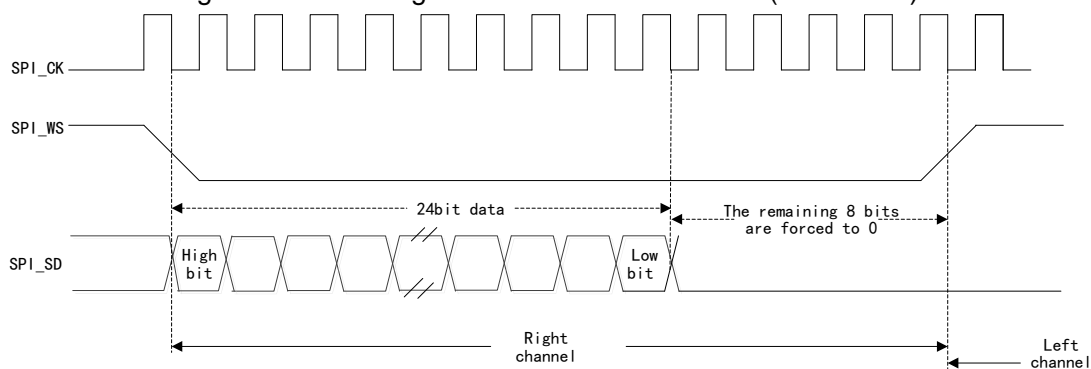 SPI_CK
SPI_WS
24bit data
The remaining 8 bits
are forced to 0
SPI_SD
High
bit
Low
bit
Right
channel
Left
channel